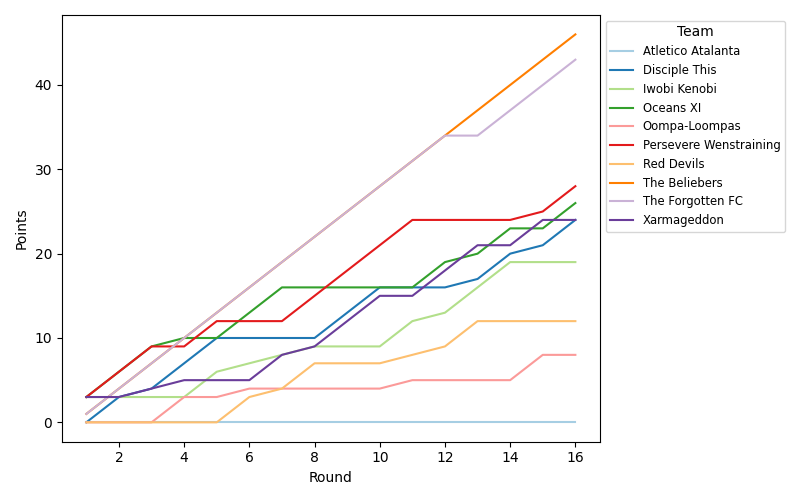 Team
Atletico Atalanta
Disciple This
Iwobi Kenobi
Oceans XI
Oompa-Loompas
Persevere Wenstraining
Red Devils
The Beliebers
The Forgotten FC
Xarmageddon
Points
40
30
20
10
0
2 4 6 8 10 12 14 16
Round